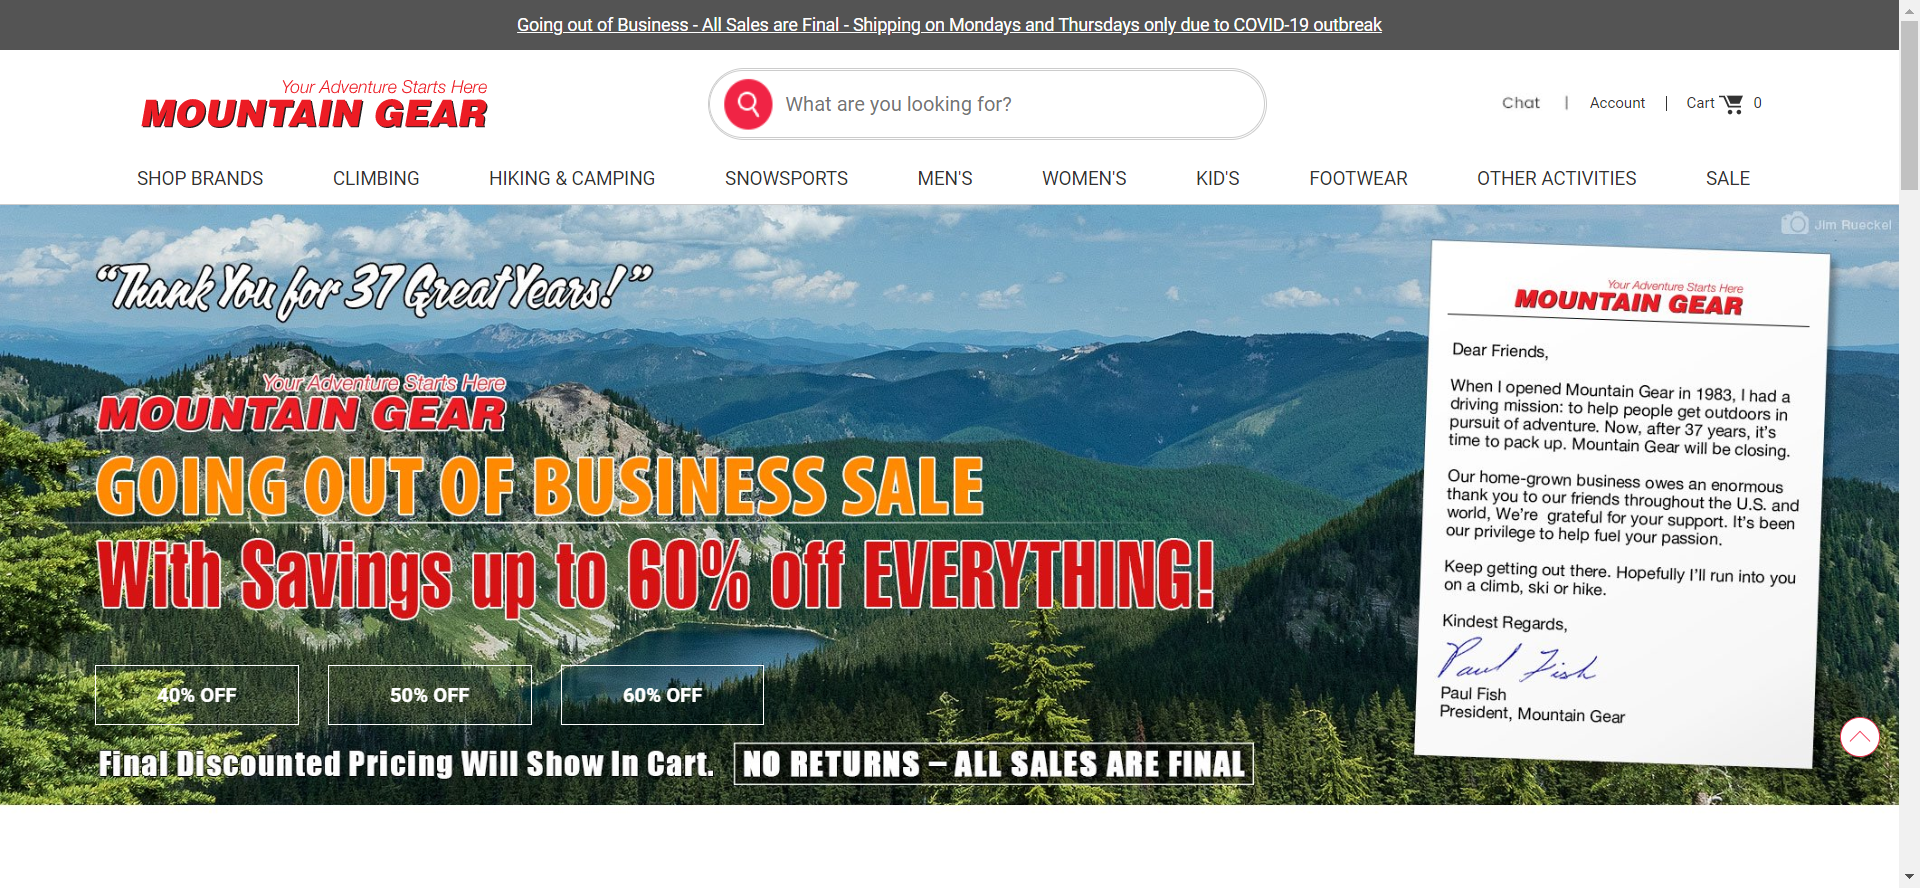 Going out of Business - All Sales are Final - Shipping on Mondays and Thursdays only due to COVID-19 outbreak
Your Adventure Starts Here
MOUNTAIN GEAR
What are you looking for?
Chat | Account | Cart 0
SHOP BRANDS CLIMBING HIKING & CAMPING SNOWSPORTS MEN'S WOMEN'S KID'S FOOTWEAR OTHER ACTIVITIES SALE
Jim Rueckel
“Thank You for 37 Great Years!”
Your Adventure Starts Here
MOUNTAIN GEAR
GOING OUT OF BUSINESS SALE
With Savings up to 60% off EVERYTHING!
40% OFF 50% OFF 60% OFF
Final Discounted Pricing Will Show In Cart. NO RETURNS – ALL SALES ARE FINAL
Your Adventure Starts Here
MOUNTAIN GEAR
Dear Friends,
When I opened Mountain Gear in 1983, I had a
driving mission: to help people get outdoors in
pursuit of adventure. Now, after 37 years, it's
time to pack up. Mountain Gear will be closing.
Our home-grown business owes an enormous
thank you to our friends throughout the U.S. and
world, We're grateful for your support. It's been
our privilege to help fuel your passion.
Keep getting out there. Hopefully I'll run into you
on a climb, ski or hike.
Kindest Regards,
Paul Fish
Paul Fish
President, Mountain Gear